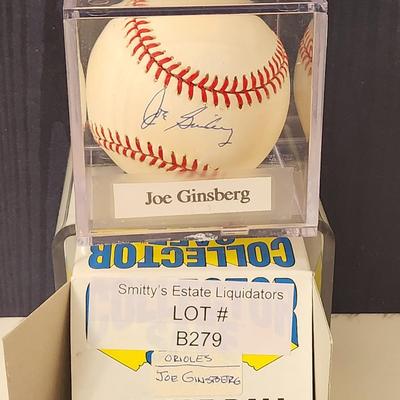 Joe Ginsberg
Joe Ginsberg
COLLECTOR
Smitty's Estate Liquidators
LOT #
B279
ORIOLES
JOE GINSBERG